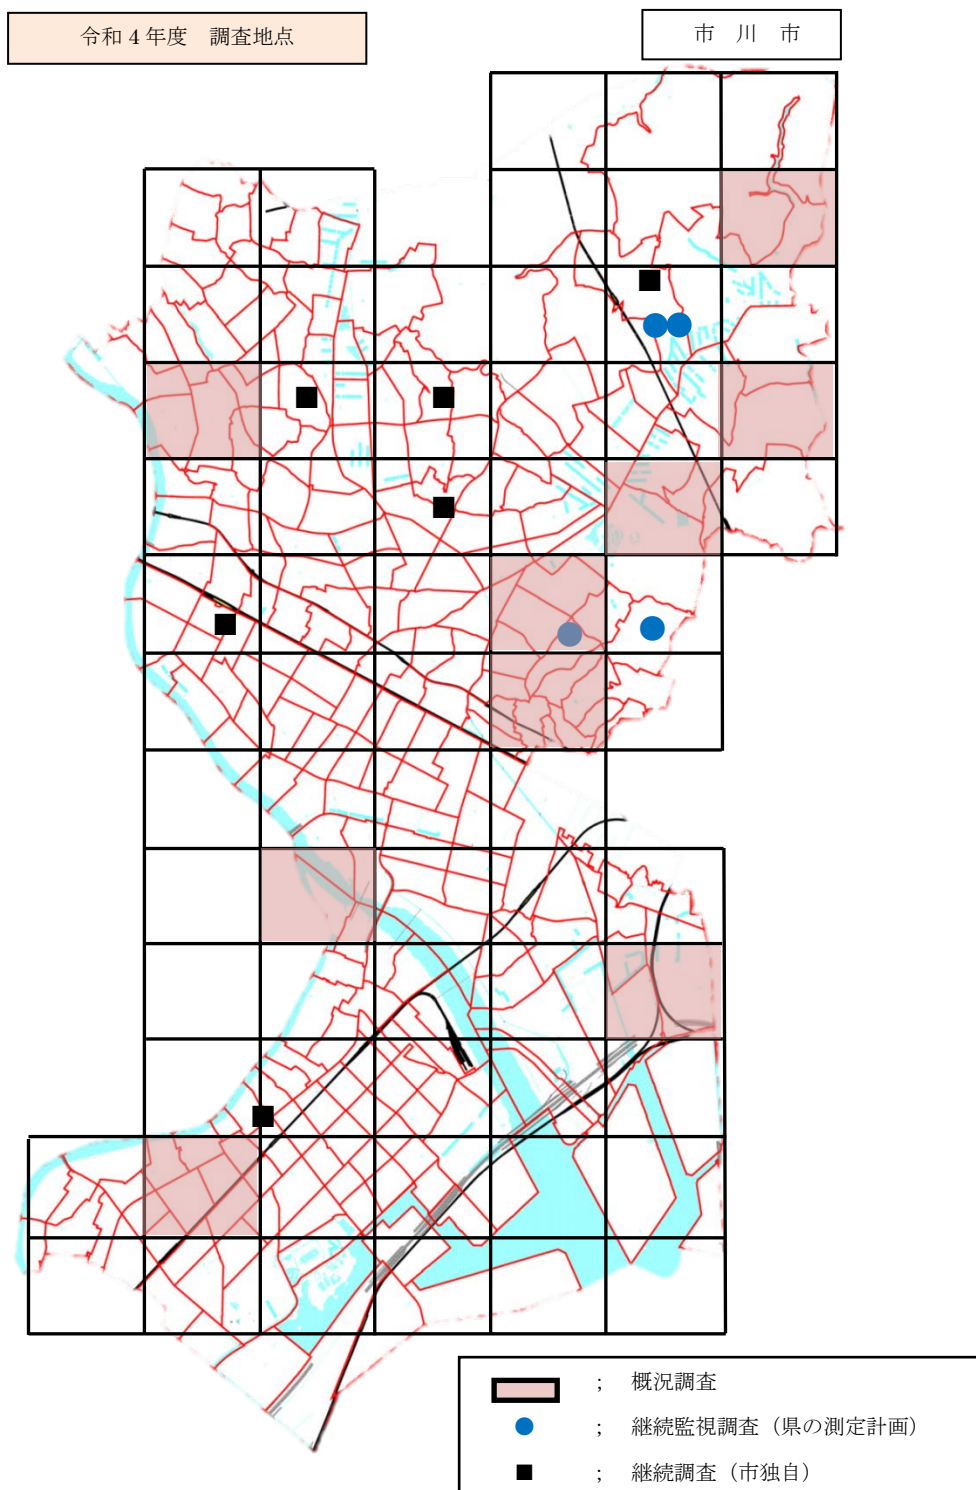 令和4年度　調査地点
市　川　市
；　概況調査
；　継続監視調査（県の測定計画）
；　継続調査（市独自）